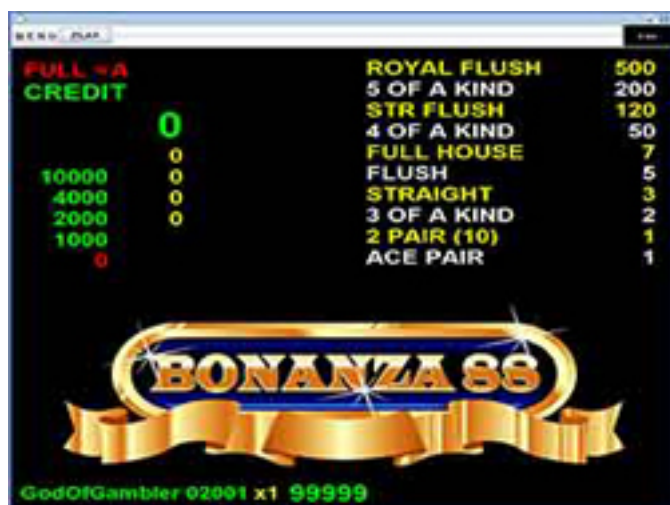 MENU PLAY
FULL =A
CREDIT
0
0
10000 0
4000 0
2000 0
1000
0
ROYAL FLUSH 500
5 OF A KIND 200
STR FLUSH 120
4 OF A KIND 50
FULL HOUSE 7
FLUSH 5
STRAIGHT 3
3 OF A KIND 2
2 PAIR (10) 1
ACE PAIR 1
BONANZA 88
GodOfGambler 02001 x1 99999